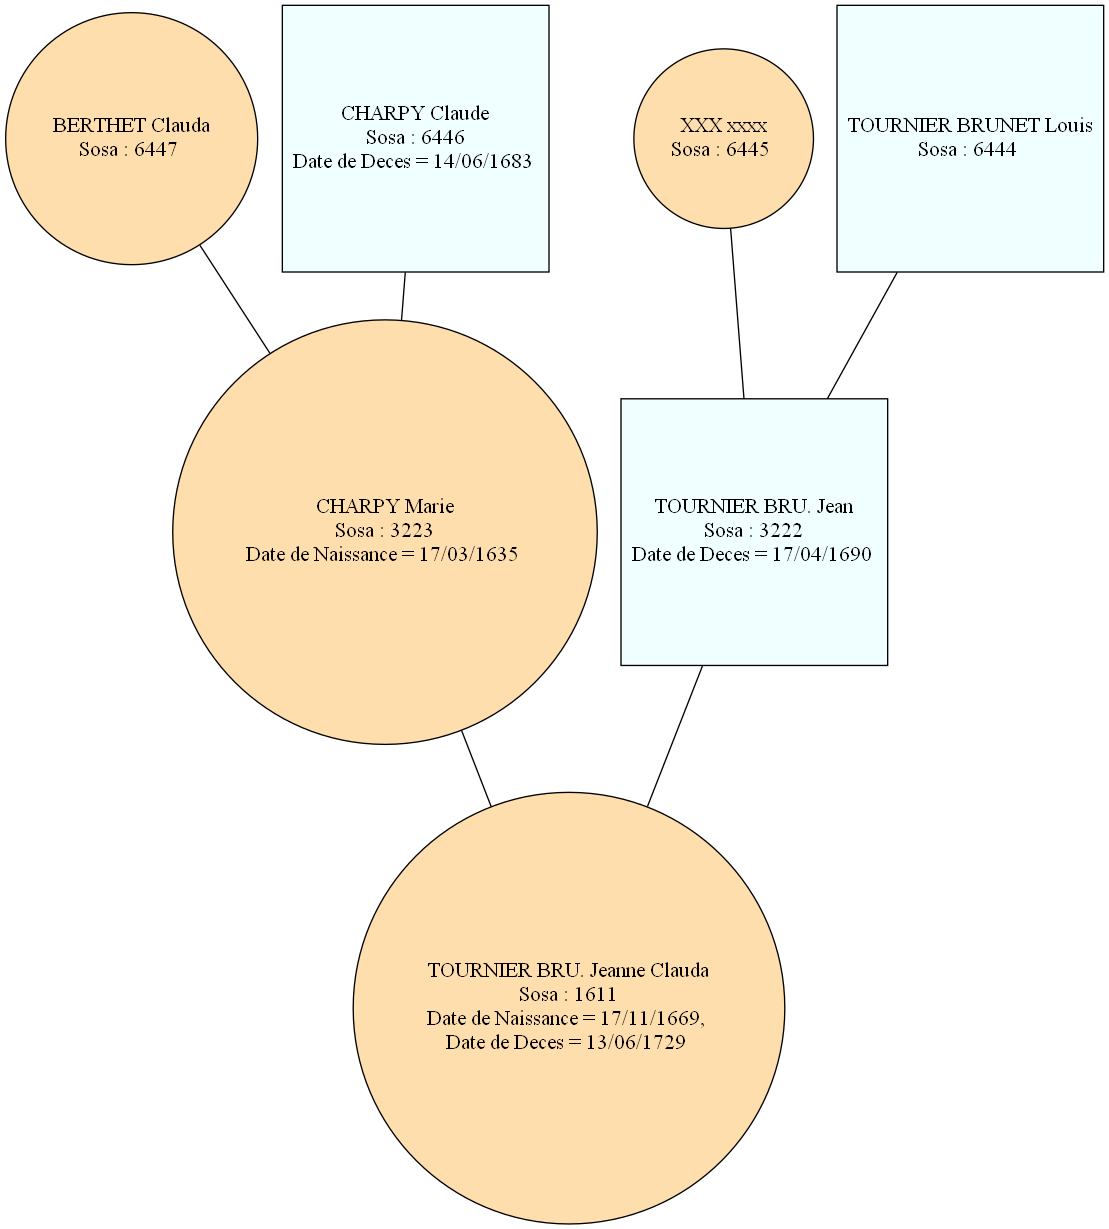 BERTHET Clauda
Sosa : 6447
CHARPY Claude
Sosa : 6446
Date de Deces = 14/06/1683
XXX xxxx
Sosa : 6445
TOURNIER BRUNET Louis
Sosa : 6444
CHARPY Marie
Sosa : 3223
Date de Naissance = 17/03/1635
TOURNIER BRU. Jean
Sosa : 3222
Date de Deces = 17/04/1690
TOURNIER BRU. Jeanne Clauda
Sosa : 1611
Date de Naissance = 17/11/1669,
Date de Deces = 13/06/1729